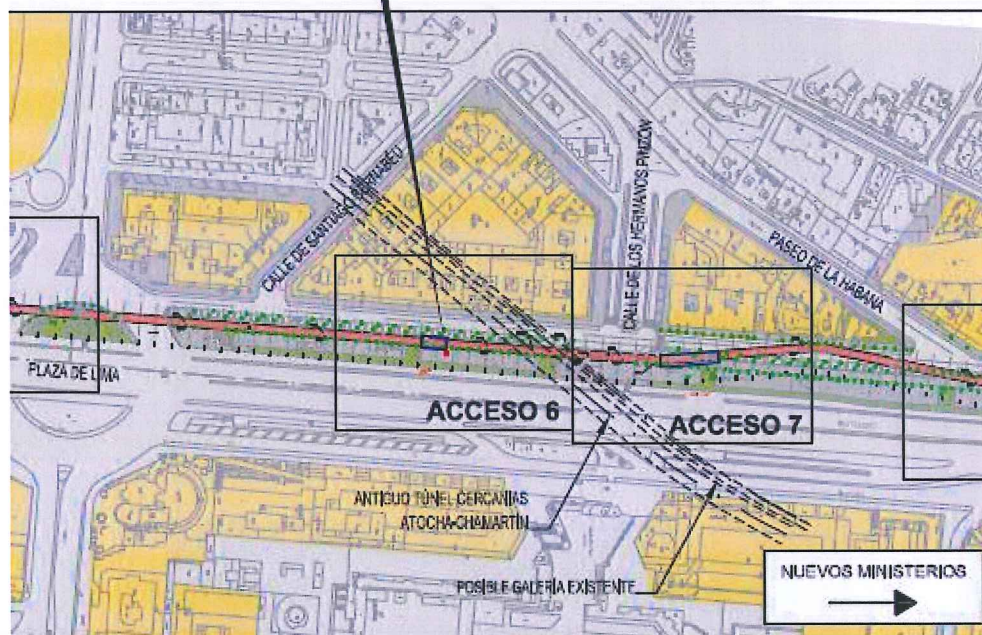 CALLE DE SANTIAGO BERNABÉU
CALLE DE LOS HERMANOS PINZÓN
PASEO DE LA HABANA
PLAZA DE LIMA
ACCESO 6
ACCESO 7
ANTIGUO TÚNEL CERCANÍAS
ATOCHA-CHAMARTÍN
POSIBLE GALERÍA EXISTENTE
NUEVOS MINISTERIOS